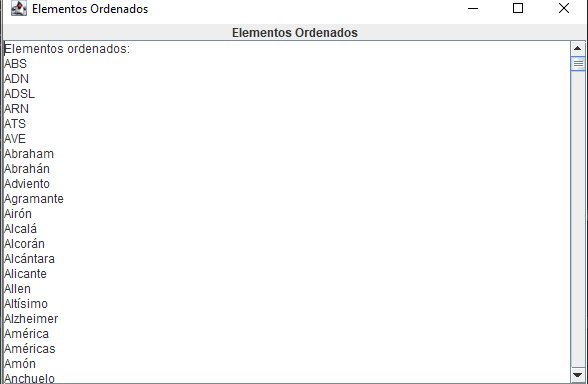 Elementos Ordenados
Elementos Ordenados
Elementos ordenados:
ABS
ADN
ADSL
ARN
ATS
AVE
Abraham
Abrahán
Adviento
Agramante
Airón
Alcalá
Alcorán
Alcántara
Alicante
Allen
Altísimo
Alzheimer
América
Américas
Amón
Anchuelo